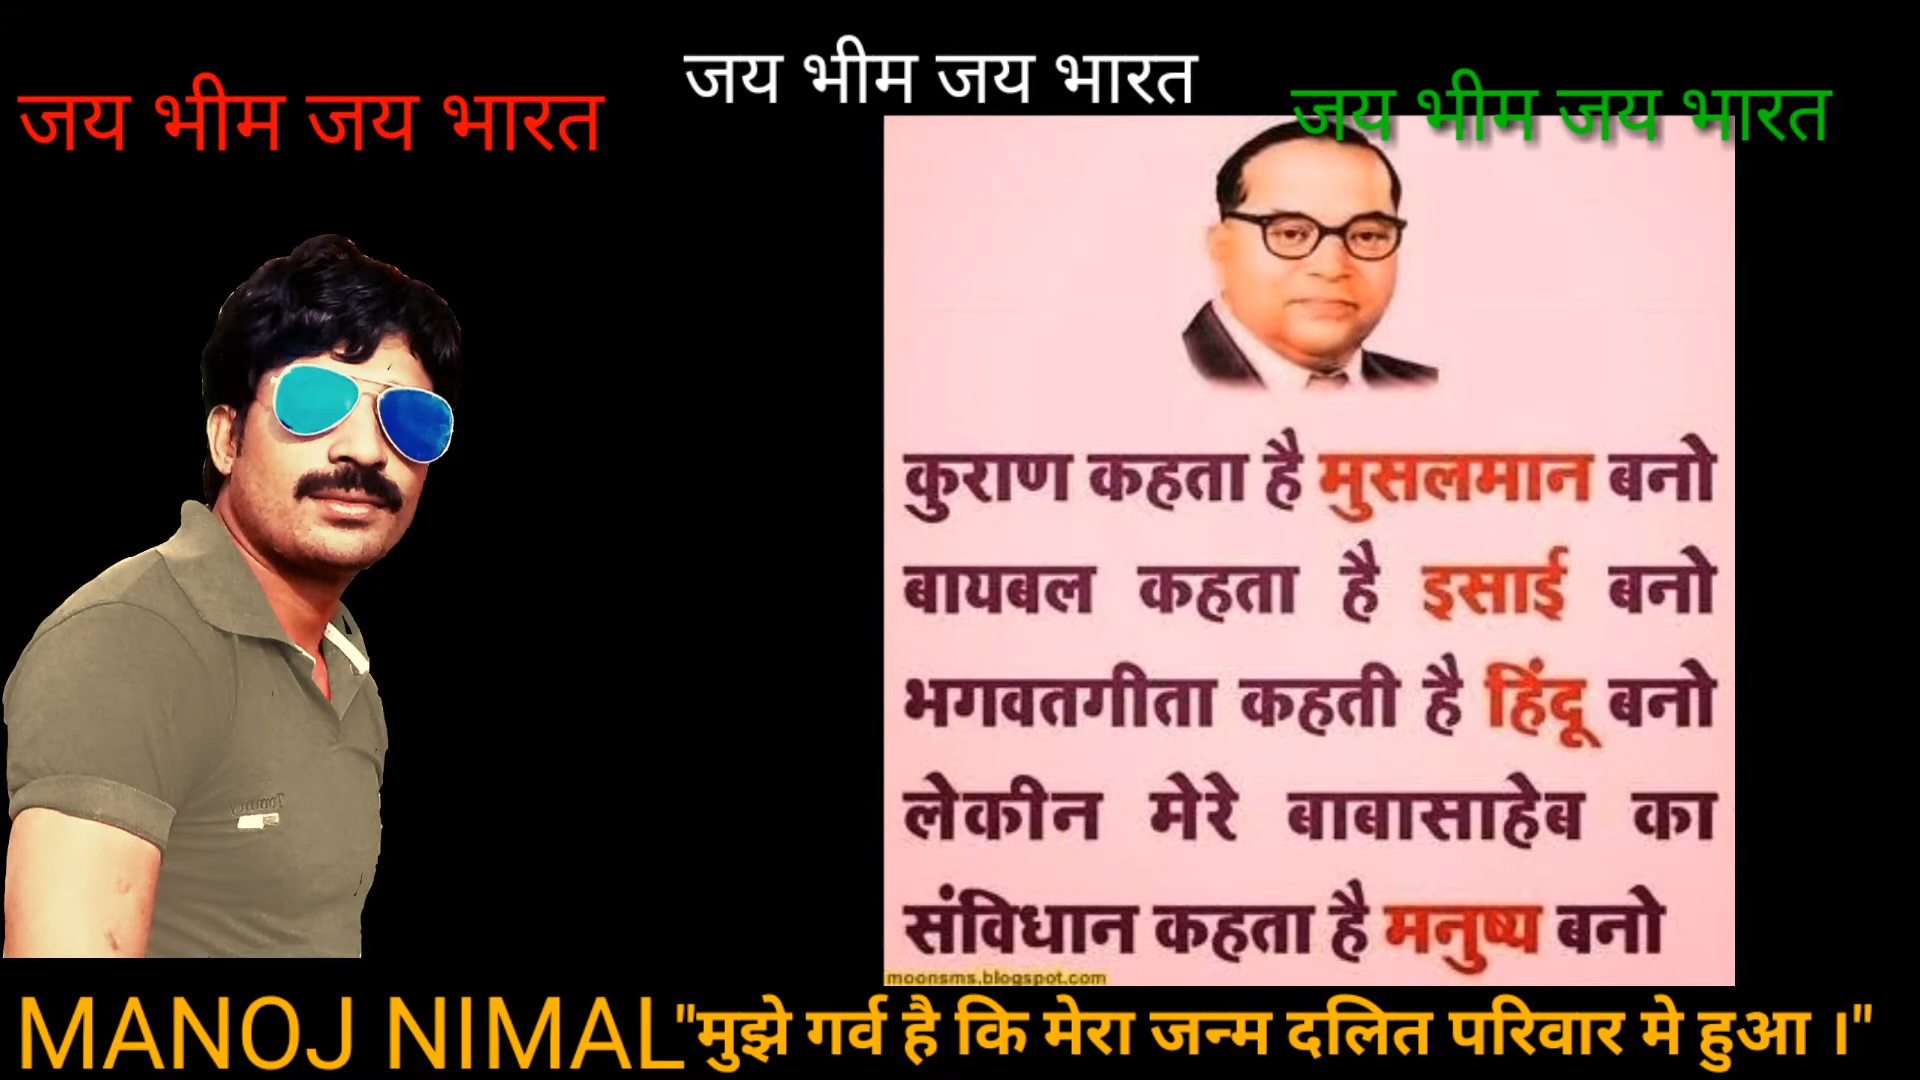 जय भीम जय भारत
जय भीम जय भारत
जय भीम जय भारत
कुराण कहता है मुसलमान बनो
बायबल कहता है इसाई बनो
भगवतगीता कहती है हिंदू बनो
लेकीन मेरे बाबासाहेब का
संविधान कहता है मनुष्य बनो
moonsms.blogspot.com
MANOJ NIMAL "मुझे गर्व है कि मेरा जन्म दलित परिवार मे हुआ ।"